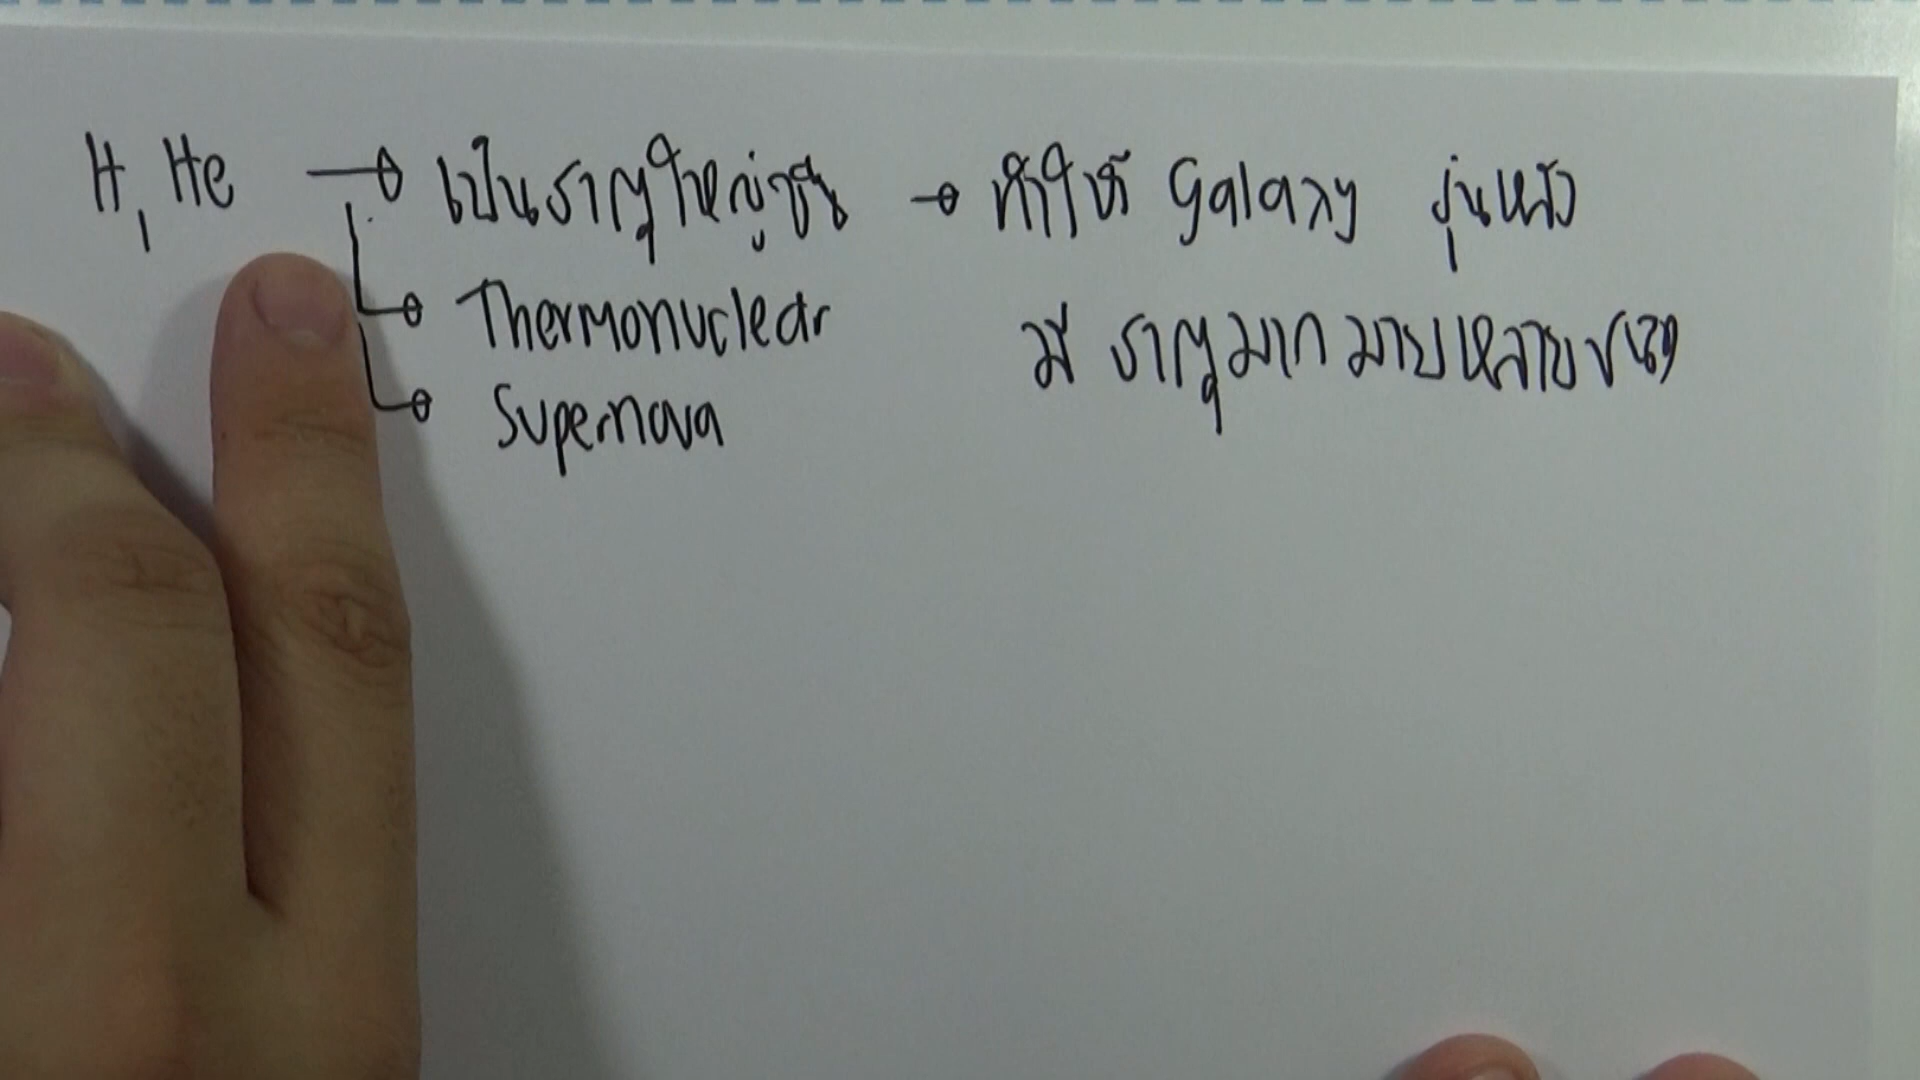 H, He → เป็นธาตุใหญ่ขึ้น → ทำให้ Galaxy รุ่นหลัง
Thermonuclear
Supernova
มี ธาตุมากมายหลายชนิด